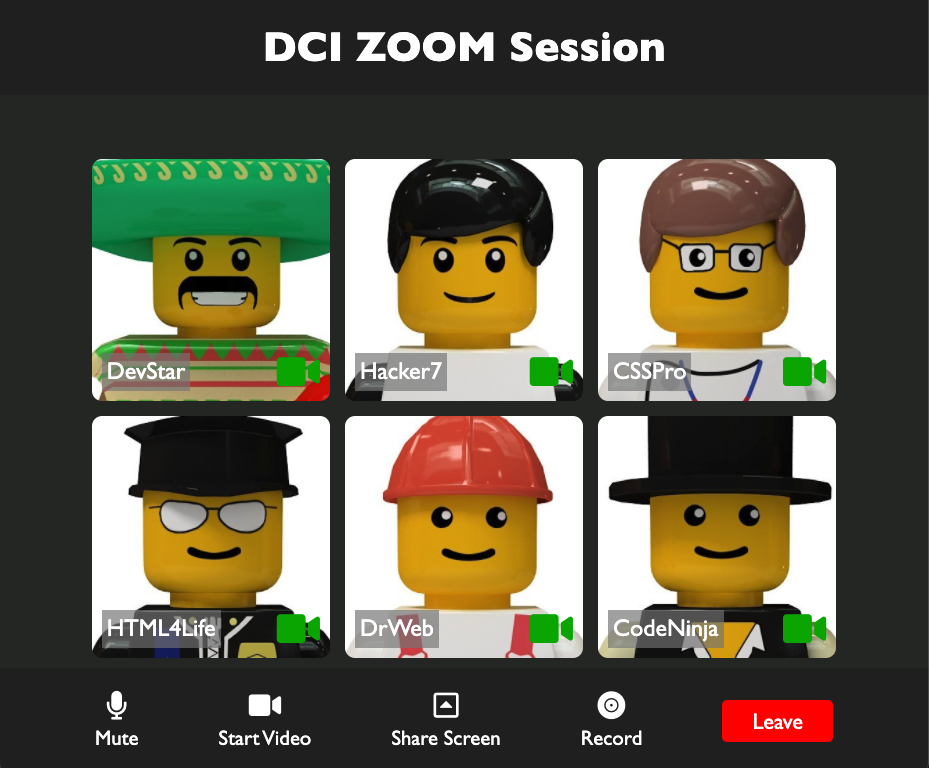 DCI ZOOM Session
DevStar
Hacker7
CSSPro
HTML4Life
DrWeb
CodeNinja
Mute
Start Video
Share Screen
Record
Leave